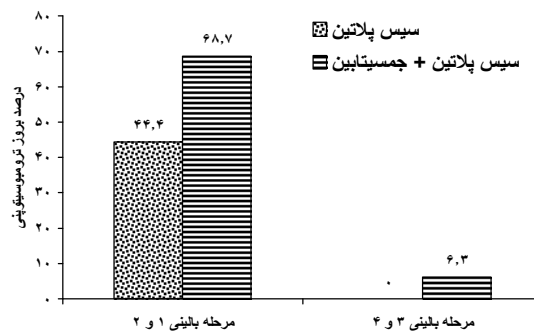 ۸۰
۷۰
۶۰
۵۰
۴۰
۳۰
۲۰
۱۰
۰
درصد بروز ترومبوسیتوپنی
سیس پلاتین
سیس پلاتین + جمسیتابین
۴۴,۴
۶۸,۷
۰
۶,۳
مرحله بالینی ۱ و ۲
مرحله بالینی ۳ و ۴